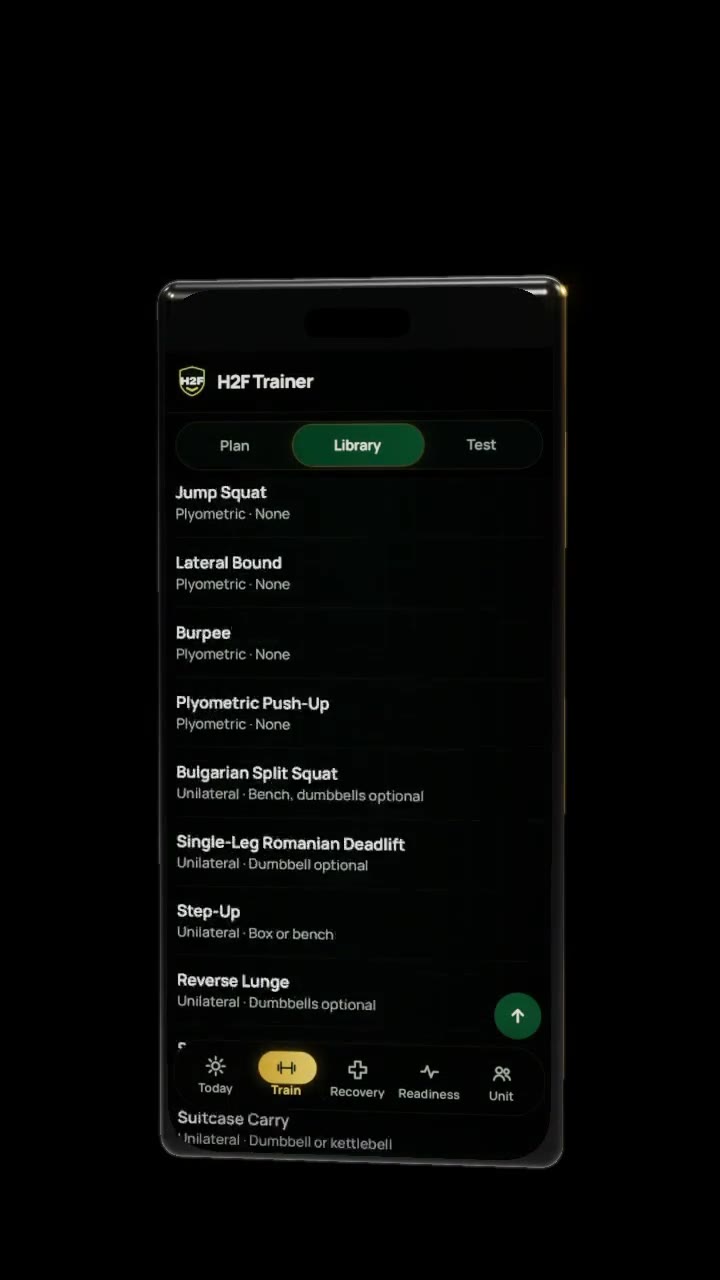 H2F
H2F Trainer
Plan
Library
Test
Jump Squat
Plyometric · None
Lateral Bound
Plyometric · None
Burpee
Plyometric · None
Plyometric Push-Up
Plyometric · None
Bulgarian Split Squat
Unilateral · Bench, dumbbells optional
Single-Leg Romanian Deadlift
Unilateral · Dumbbell optional
Step-Up
Unilateral · Box or bench
Reverse Lunge
Unilateral · Dumbbells optional
Today
Train
Recovery
Readiness
Unit
Suitcase Carry
Unilateral · Dumbbell or kettlebell